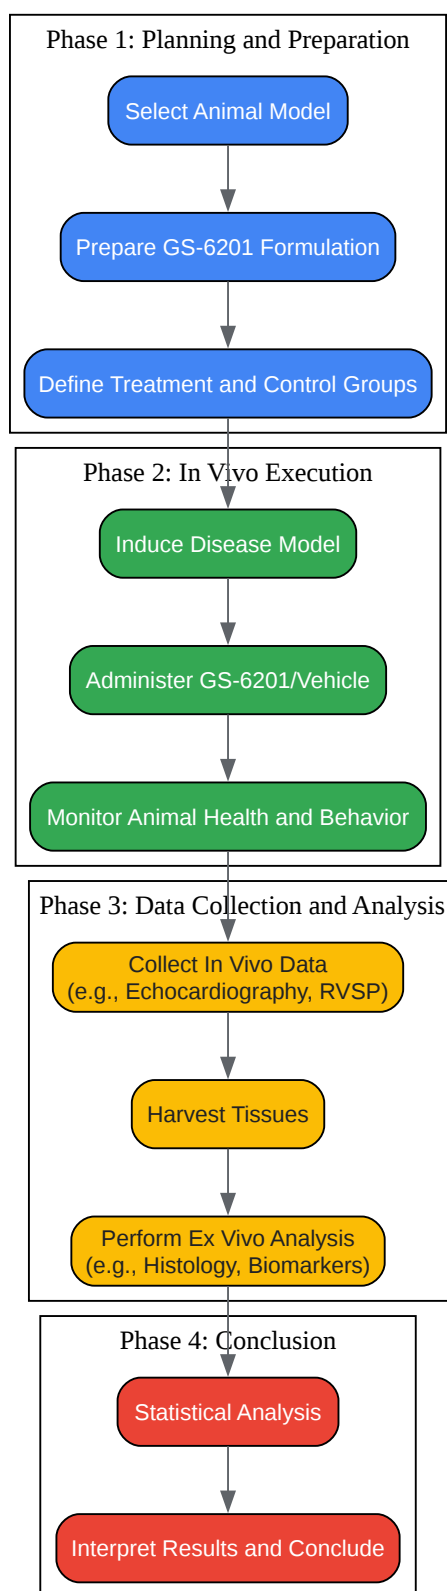 Phase 1: Planning and Preparation
Select Animal Model
Prepare GS-6201 Formulation
Define Treatment and Control Groups
Phase 2: In Vivo Execution
Induce Disease Model
Administer GS-6201/Vehicle
Monitor Animal Health and Behavior
Phase 3: Data Collection and Analysis
Collect In Vivo Data
(e.g., Echocardiography, RVSP)
Harvest Tissues
Perform Ex Vivo Analysis
(e.g., Histology, Biomarkers)
Phase 4: Conclusion
Statistical Analysis
Interpret Results and Conclude